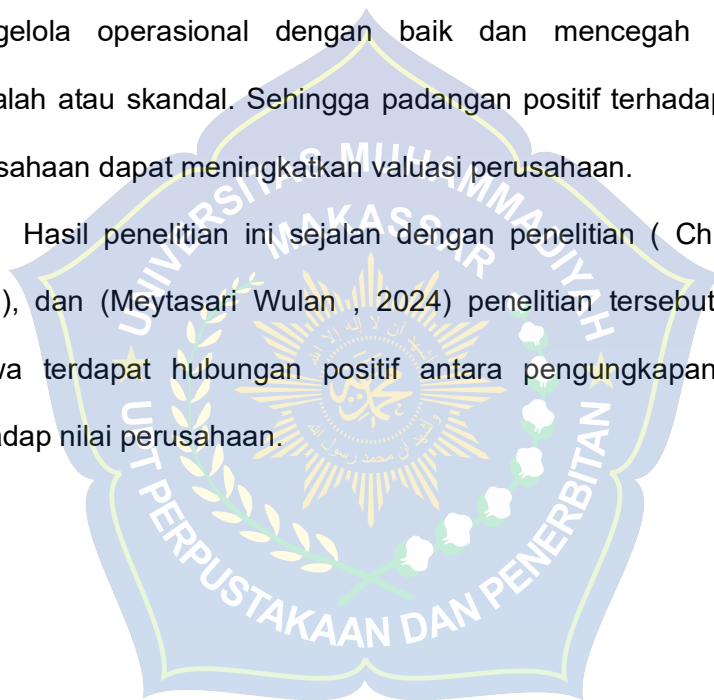 gelola operasional dengan baik dan mencegah
alah atau skandal. Sehingga padangan positif terhadap
sahaan dapat meningkatkan valuasi perusahaan.
Hasil penelitian ini sejalan dengan penelitian ( Ch
), dan (Meytasari Wulan , 2024) penelitian tersebut
wa terdapat hubungan positif antara pengungkapan
adap nilai perusahaan.
UNIVERSITAS MUHAMMADIYAH
MAKASSAR
UPT PERPUSTAKAAN DAN PENERBITAN